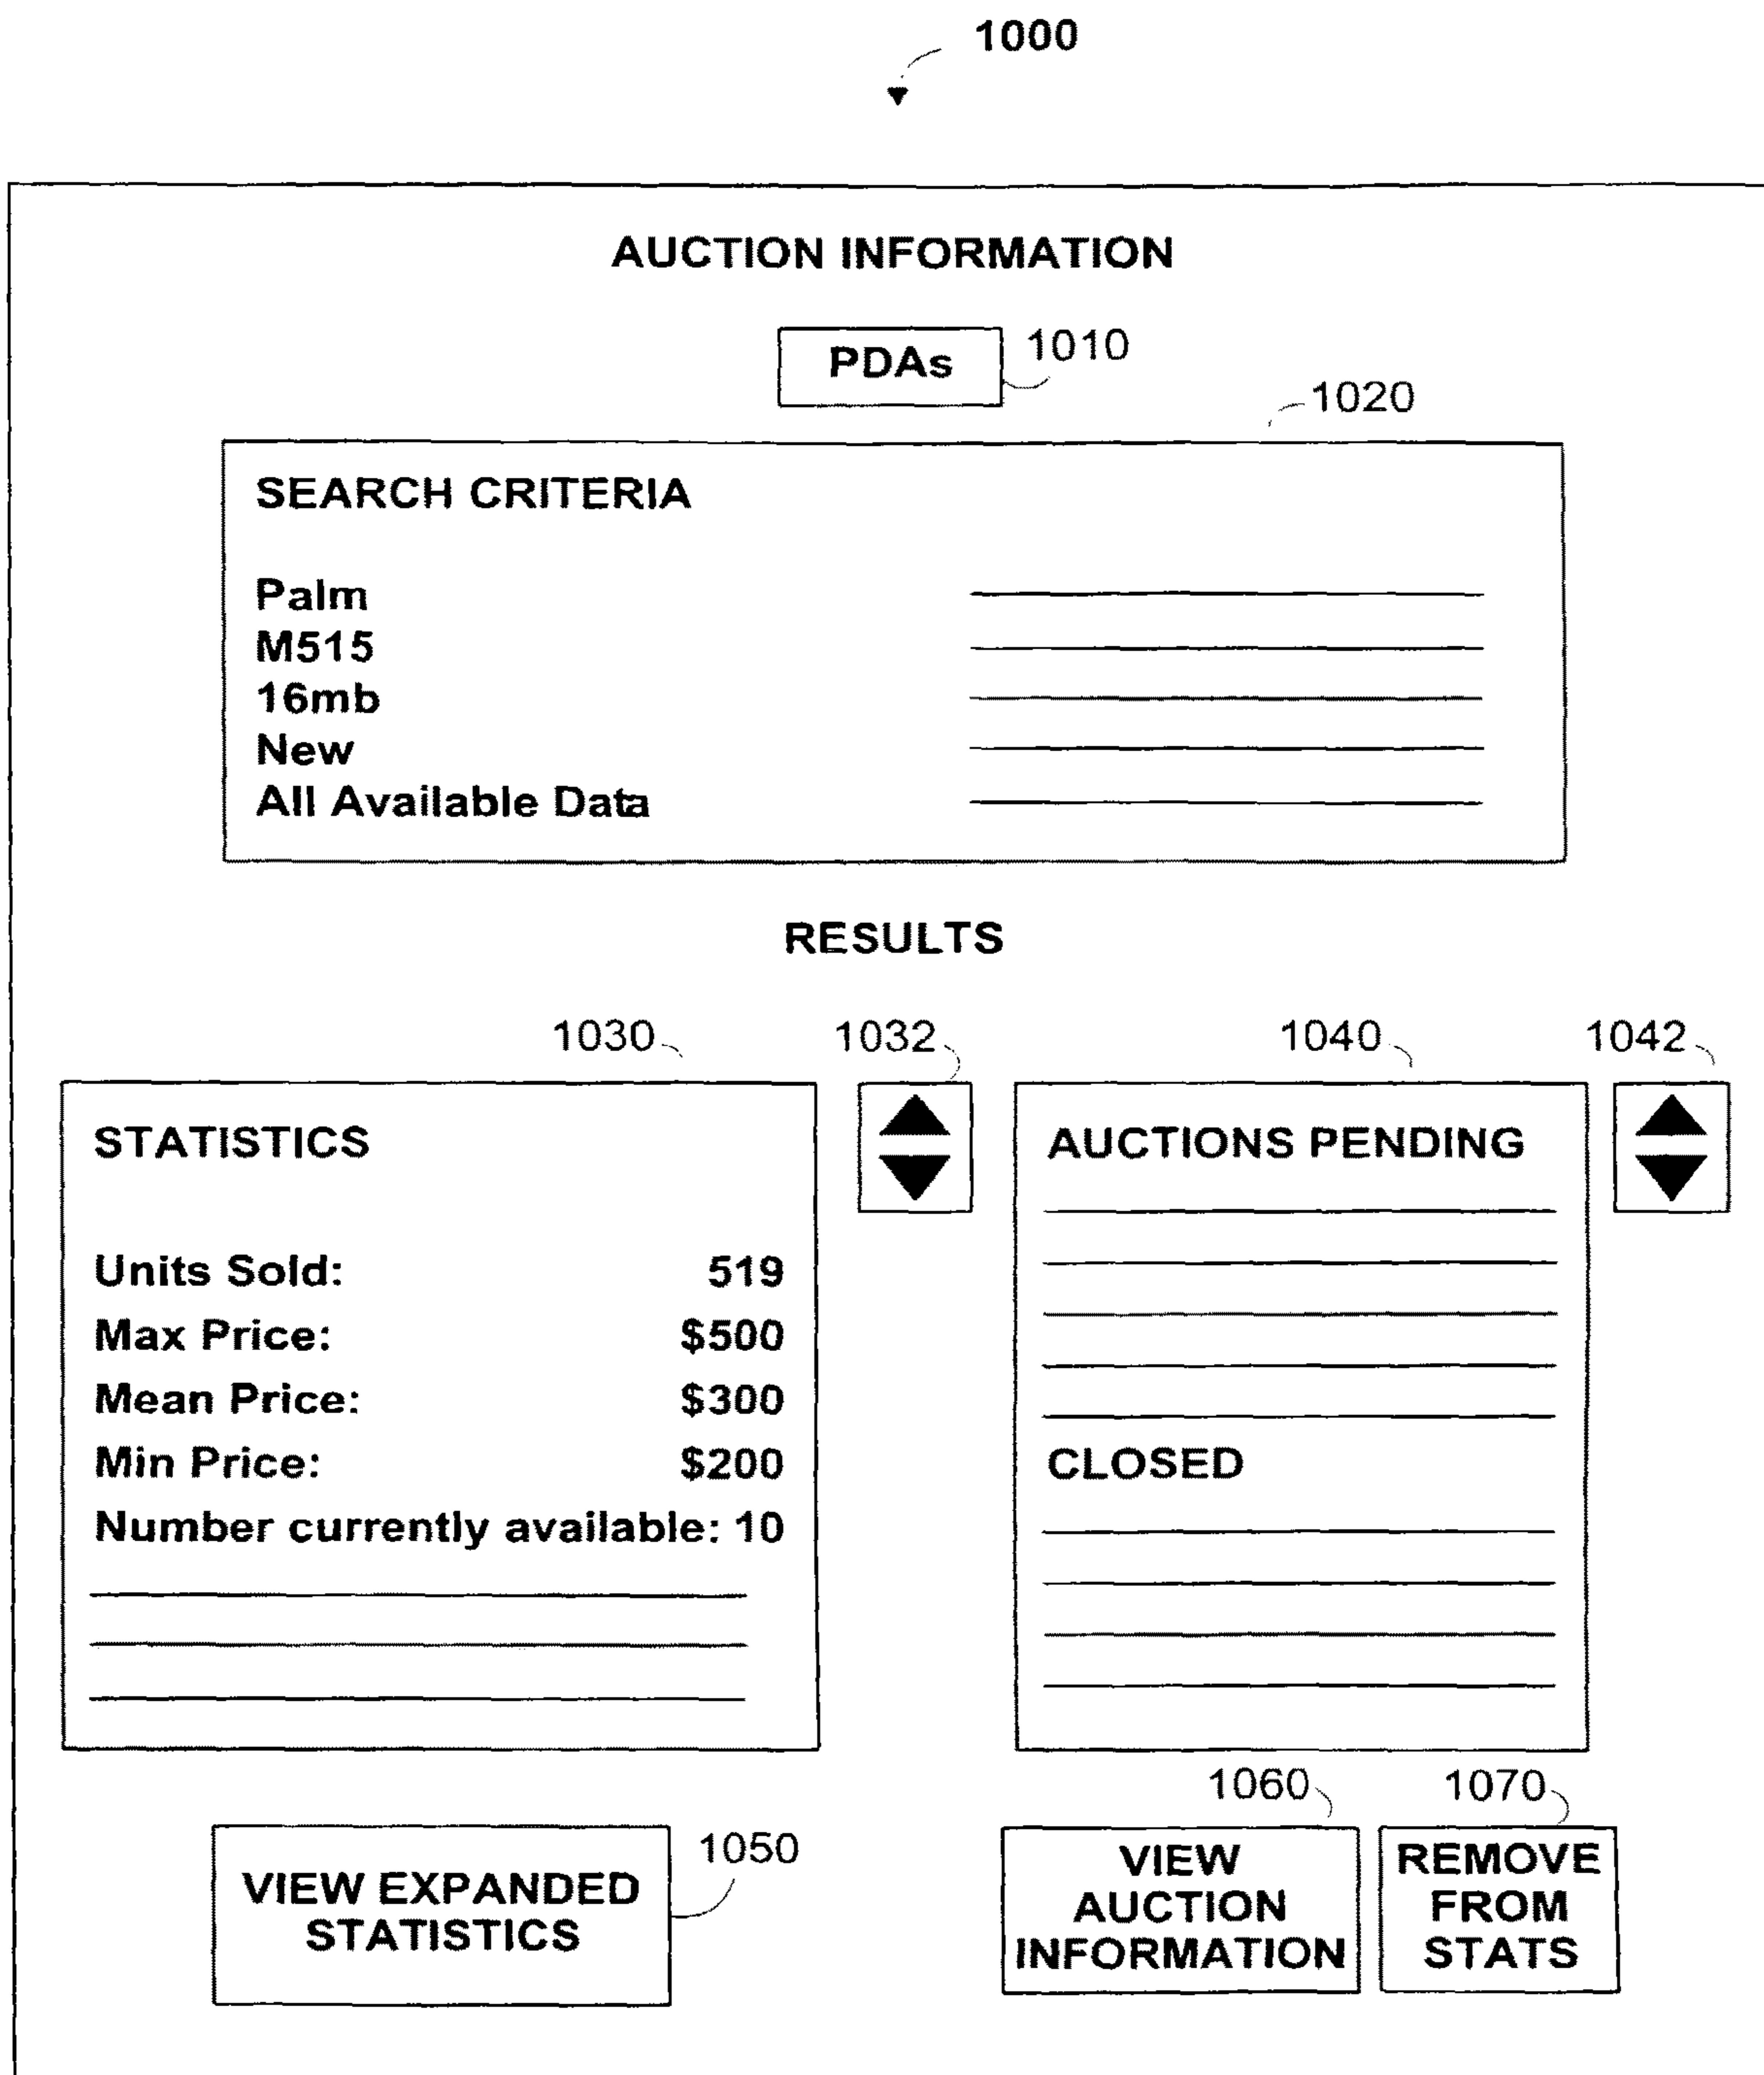 1000
AUCTION INFORMATION
PDAs
1010
1020
SEARCH CRITERIA
Palm
M515
16mb
New
All Available Data
RESULTS
1030
1032
1040
1042
STATISTICS
Units Sold: 519
Max Price: $500
Mean Price: $300
Min Price: $200
Number currently available: 10
AUCTIONS PENDING
CLOSED
1050
VIEW EXPANDED
STATISTICS
1060
VIEW
AUCTION
INFORMATION
1070
REMOVE
FROM
STATS